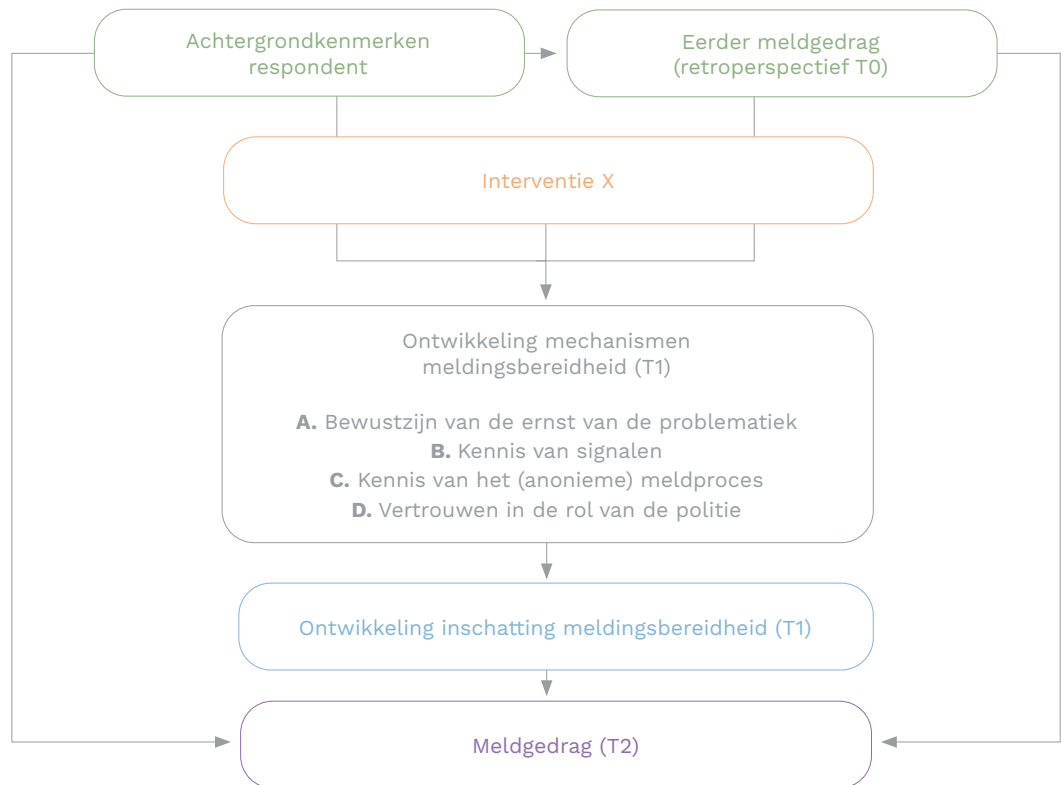 Achtergrondkenmerken
respondent
Eerder meldgedrag
(retroperspectief T0)
Interventie X
Ontwikkeling mechanismen
meldingsbereidheid (T1)
A. Bewustzijn van de ernst van de problematiek
B. Kennis van signalen
C. Kennis van het (anonieme) meldproces
D. Vertrouwen in de rol van de politie
Ontwikkeling inschatting meldingsbereidheid (T1)
Meldgedrag (T2)